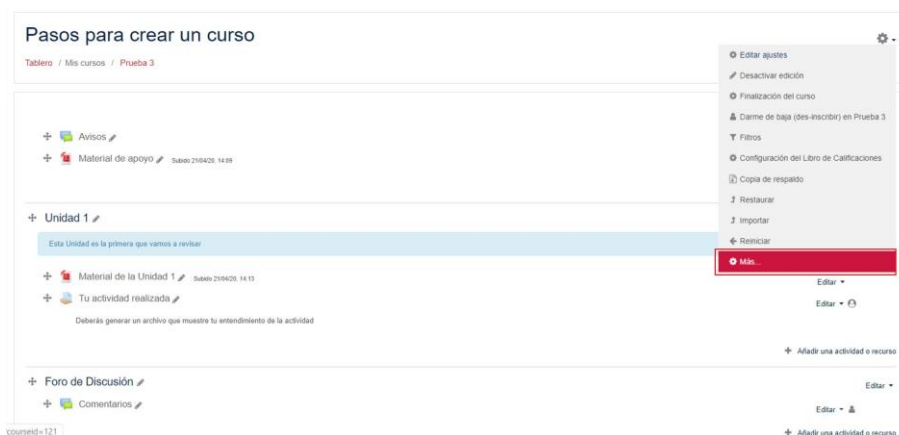 Pasos para crear un curso
Tablero / Mis cursos / Prueba 3
Editar ajustes
Desactivar edición
Finalización del curso
Darme de baja (des-inscribir) en Prueba 3
Filtros
Configuración del Libro de Calificaciones
Copia de respaldo
Restaurar
Importar
Reiniciar
Más...
Avisos
Material de apoyo Subido 21/04/20, 14:09
Unidad 1
Esta Unidad es la primera que vamos a revisar
Material de la Unidad 1 Subido 21/04/20, 14:13
Editar
Tu actividad realizada
Editar
Deberás generar un archivo que muestre tu entendimiento de la actividad
Añadir una actividad o recurso
Foro de Discusión
Editar
Comentarios
Editar
courseid=121
Añadir una actividad o recurso